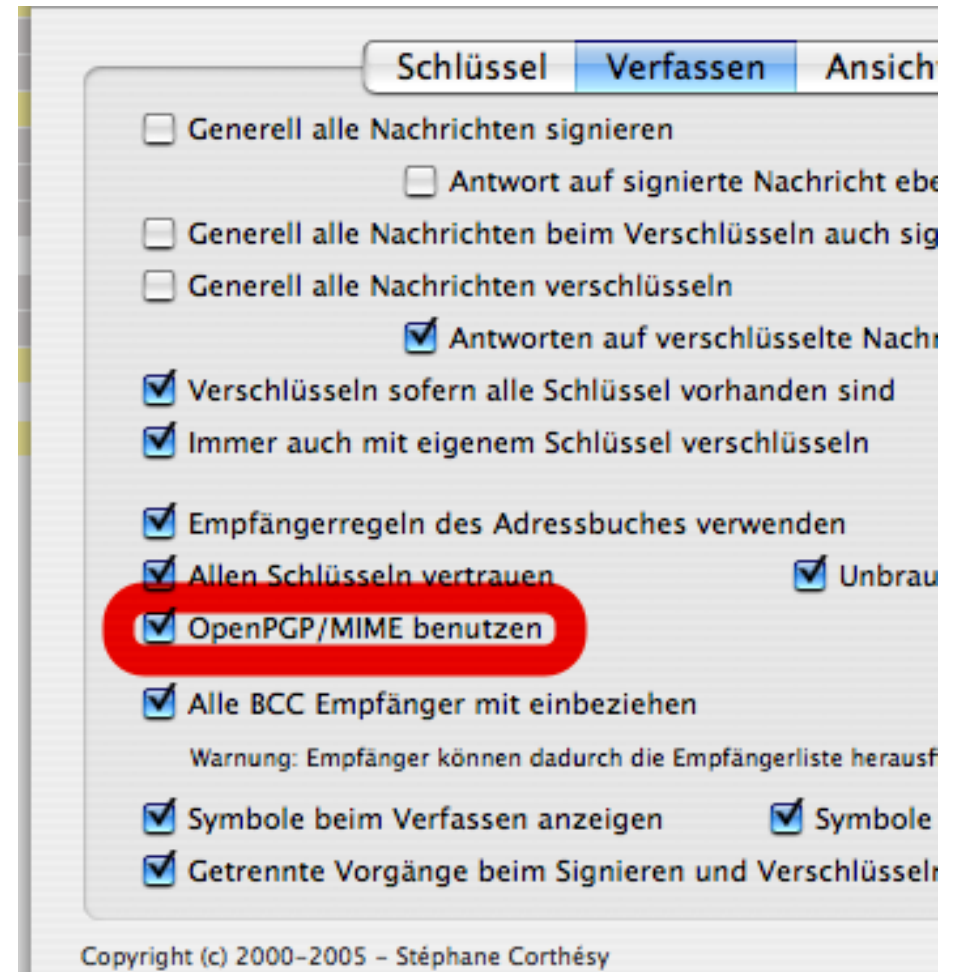 Schlüssel Verfassen Ansich
Generell alle Nachrichten signieren
Antwort auf signierte Nachricht ebe
Generell alle Nachrichten beim Verschlüsseln auch sig
Generell alle Nachrichten verschlüsseln
Antworten auf verschlüsselte Nachr
Verschlüsseln sofern alle Schlüssel vorhanden sind
Immer auch mit eigenem Schlüssel verschlüsseln
Empfängerregeln des Adressbuches verwenden
Allen Schlüsseln vertrauen Unbrau
OpenPGP/MIME benutzen
Alle BCC Empfänger mit einbeziehen
Warnung: Empfänger können dadurch die Empfängerliste herausf
Symbole beim Verfassen anzeigen Symbole
Getrennte Vorgänge beim Signieren und Verschlüsseln
Copyright (c) 2000-2005 – Stéphane Corthésy